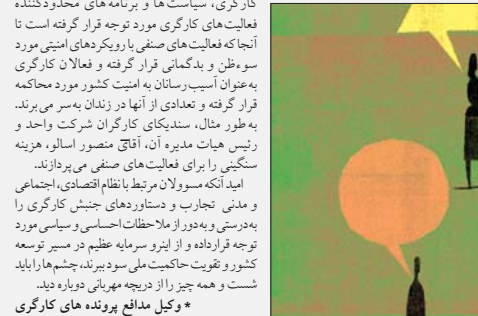 کارگری، سیاست‌ها و برنامه‌های محدودکننده
فعالیت‌های کارگری مورد توجه قرار گرفته است تا
آنجا که فعالیت‌های صنفی با رویکردهای امنیتی مورد
سوءظن و بدگمانی قرار گرفته و فعالان کارگری
به‌عنوان آسیب‌رسانان به امنیت کشور مورد محاکمه
قرار گرفته و تعدادی از آنها در زندان به‌سر می‌برند.
به‌طور مثال، سندیکای کارگران شرکت واحد و
رئیس هیات مدیره آن، آقای منصور اسالو، هزینه
سنگینی را برای فعالیت‌های صنفی می‌پردازند.
امید آنکه مسوولان مرتبط با نظام اقتصادی، اجتماعی
و مدنی تجارب و دستاوردهای جنبش کارگری را
به‌درستی و به‌دور از ملاحظات احساسی و سیاسی مورد
توجه قرار داده و از اینرو سرمایه عظیم در مسیر توسعه
کشور و تقویت حاکمیت ملی سود ببرند، چشم‌ها را باید
شست و همه چیز را از دریچه مهربانی دوباره دید.
* وکیل مدافع پرونده های کارگری